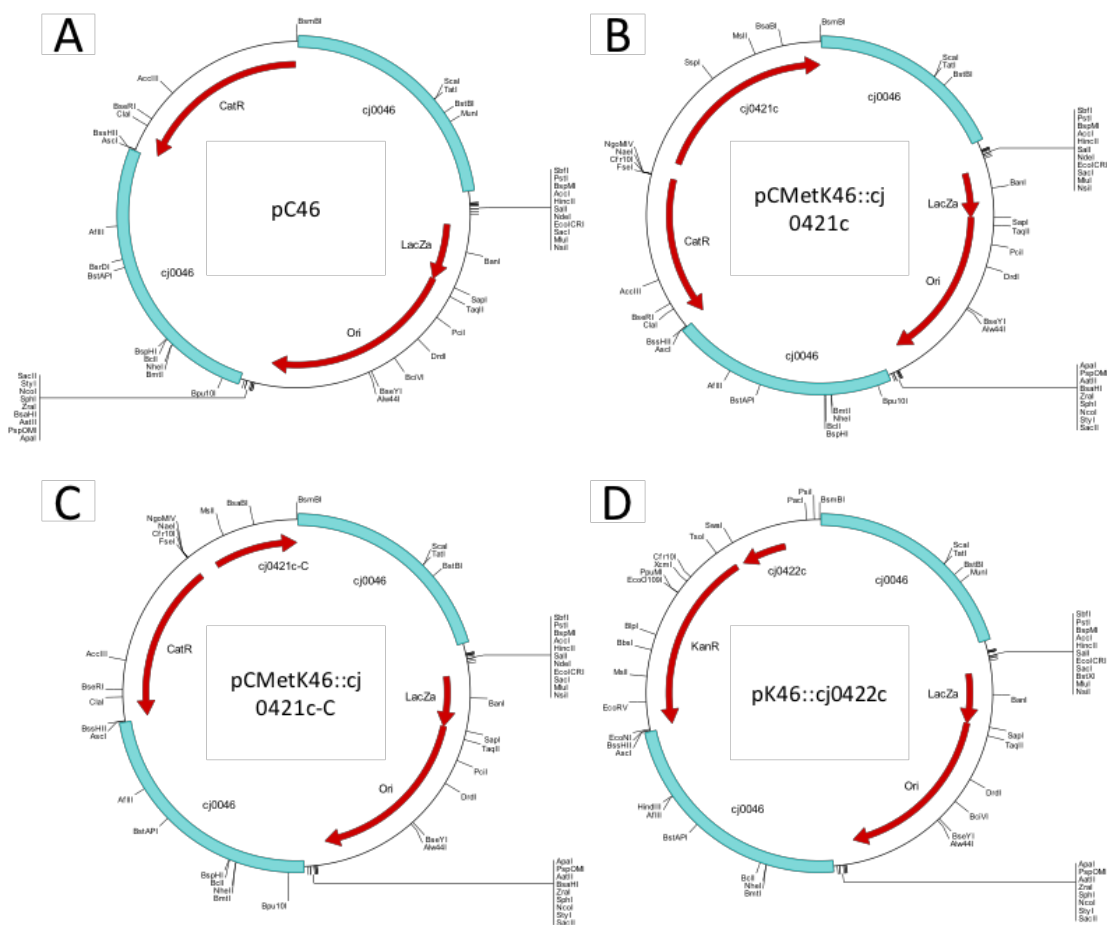 A
BsmBI
ScaI
TatI
BstBI
MunI
cj0046
AccIII
CatR
BseRI
ClaI
BssHII
AscI
pC46
SbfI
PstI
BspMI
AccI
HincII
SalI
NdeI
EcoICRI
SacI
MluI
NsiI
LacZa
BanI
SapI
TaqII
PciI
DrdI
BciVI
BseYI
Alw44I
Ori
AflII
BsrDI
BstAPI
cj0046
BspHI
BclI
NheI
BmtI
Bpu10I
SacII
StyI
NcoI
SphI
ZraI
BsaHI
AatII
PspOMI
ApaI
B
BsmBI
BsaBI
MslI
SspI
ScaI
TatI
BstBI
cj0046
cj0421c
NgoMIV
NaeI
Cfr10I
FseI
pCMetK46::cj
0421c
SbfI
PstI
BspMI
AccI
HincII
SalI
NdeI
EcoICRI
SacI
MluI
NsiI
BanI
LacZa
SapI
TaqII
PciI
DrdI
Ori
BseYI
Alw44I
CatR
AccIII
BseRI
ClaI
BssHII
AscI
cj0046
AflII
BstAPI
BmtI
NheI
BclI
BspHI
Bpu10I
ApaI
PspOMI
AatII
BsaHI
ZraI
SphI
NcoI
StyI
SacII
C
BsmBI
BsaBI
MslI
NgoMIV
NaeI
Cfr10I
FseI
cj0421c-C
ScaI
TatI
BstBI
cj0046
CatR
AccIII
BseRI
ClaI
BssHII
AscI
pCMetK46::cj
0421c-C
SbfI
PstI
BspMI
AccI
HincII
SalI
NdeI
EcoICRI
SacI
MluI
NsiI
LacZa
BanI
SapI
TaqII
PciI
DrdI
Ori
BseYI
Alw44I
cj0046
AflII
BstAPI
BspHI
BclI
NheI
BmtI
Bpu10I
ApaI
PspOMI
AatII
BsaHI
ZraI
SphI
NcoI
StyI
SacII
D
PsiI
PacI
BsmBI
SwaI
TsoI
Cfr10I
XcmI
PpuMI
EcoO109I
cj0422c
ScaI
TatI
BstBI
MunI
cj0046
BlpI
BbsI
KanR
MslI
EcoRV
EcoNI
BssHII
AscI
pK46::cj0422c
SbfI
PstI
BspMI
AccI
HincII
SalI
NdeI
EcoICRI
SacI
BstXI
MluI
NsiI
LacZa
BanI
SapI
TaqII
DrdI
BciVI
BseYI
Alw44I
Ori
cj0046
HindIII
AflII
BstAPI
BclI
NheI
BmtI
ApaI
PspOMI
AatII
BsaHI
ZraI
SphI
NcoI
StyI
SacII